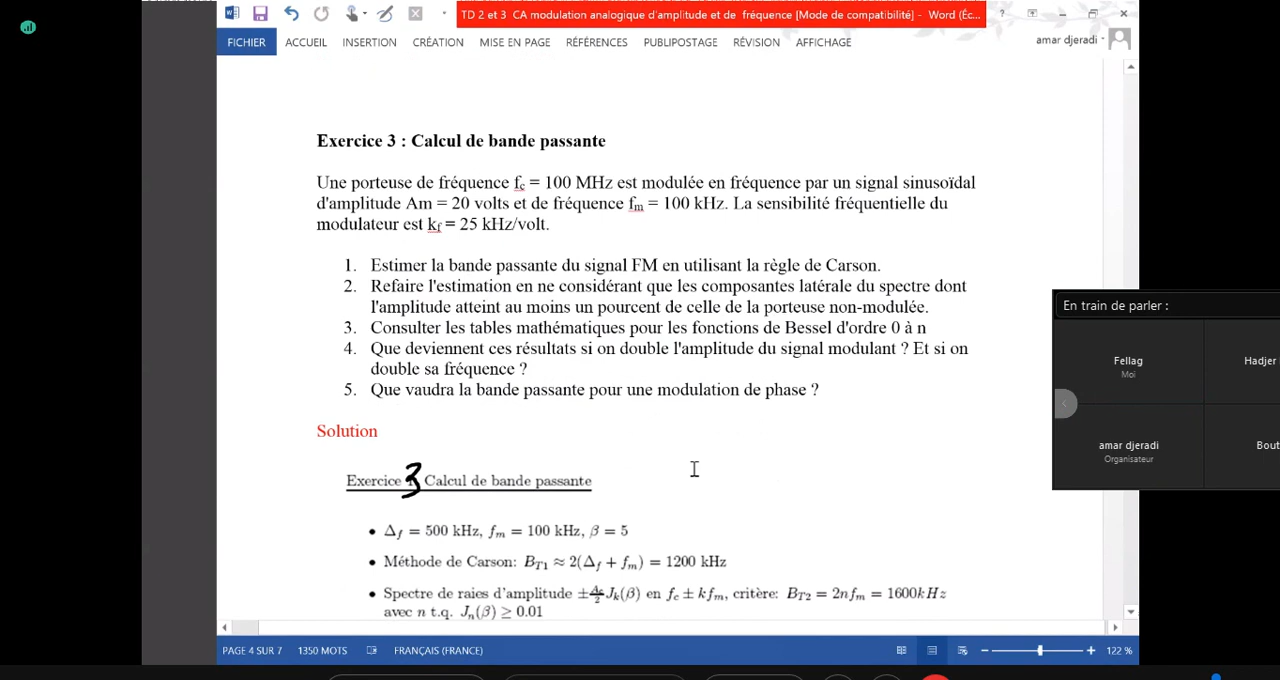 TD 2 et 3 CA modulation analogique d'amplitude et de fréquence [Mode de compatibilité] - Word (Éc...
?
FICHIER ACCUEIL INSERTION CRÉATION MISE EN PAGE RÉFÉRENCES PUBLIPOSTAGE RÉVISION AFFICHAGE amar djeradi
Exercice 3 : Calcul de bande passante
Une porteuse de fréquence fc = 100 MHz est modulée en fréquence par un signal sinusoïdal
d'amplitude Am = 20 volts et de fréquence fm = 100 kHz. La sensibilité fréquentielle du
modulateur est kf = 25 kHz/volt.
1. Estimer la bande passante du signal FM en utilisant la règle de Carson.
2. Refaire l'estimation en ne considérant que les composantes latérale du spectre dont
l'amplitude atteint au moins un pourcent de celle de la porteuse non-modulée.
3. Consulter les tables mathématiques pour les fonctions de Bessel d'ordre 0 à n
4. Que deviennent ces résultats si on double l'amplitude du signal modulant ? Et si on
double sa fréquence ?
5. Que vaudra la bande passante pour une modulation de phase ?
Solution
Exercice 3 Calcul de bande passante
• Δf = 500 kHz, fm = 100 kHz, β = 5
• Méthode de Carson: BT1 ≈ 2(Δf + fm) = 1200 kHz
• Spectre de raies d'amplitude ±Ac/2 Jk(β) en fc ± kfm, critère: BT2 = 2nfm = 1600kHz
avec n t.q. Jn(β) ≥ 0.01
En train de parler :
Fellag
Moi
Hadjer
amar djeradi
Organisateur
Bout
PAGE 4 SUR 7 1350 MOTS FRANÇAIS (FRANCE) 122 %